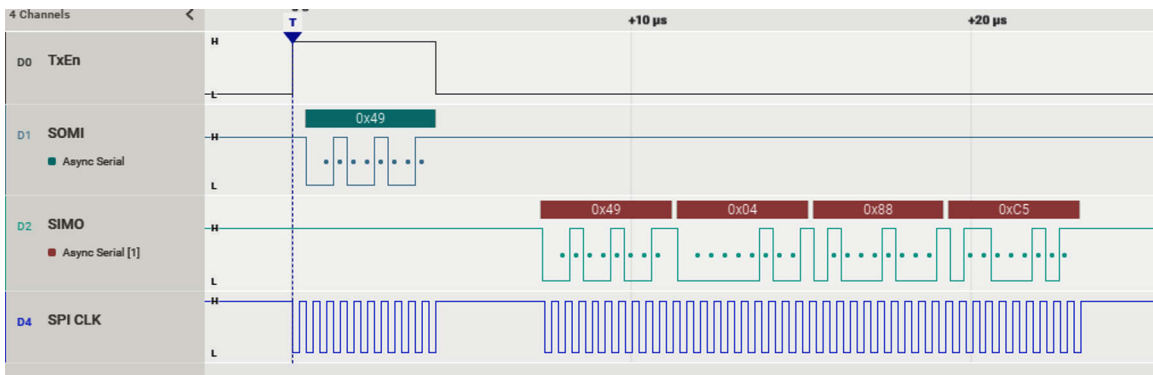 4 Channels
T
+10 µs
+20 µs
D0 TxEn
H
L
D1 SOMI
Async Serial
H
L
0x49
D2 SIMO
Async Serial [1]
H
L
0x49 0x04 0x88 0xC5
D4 SPI CLK
H
L